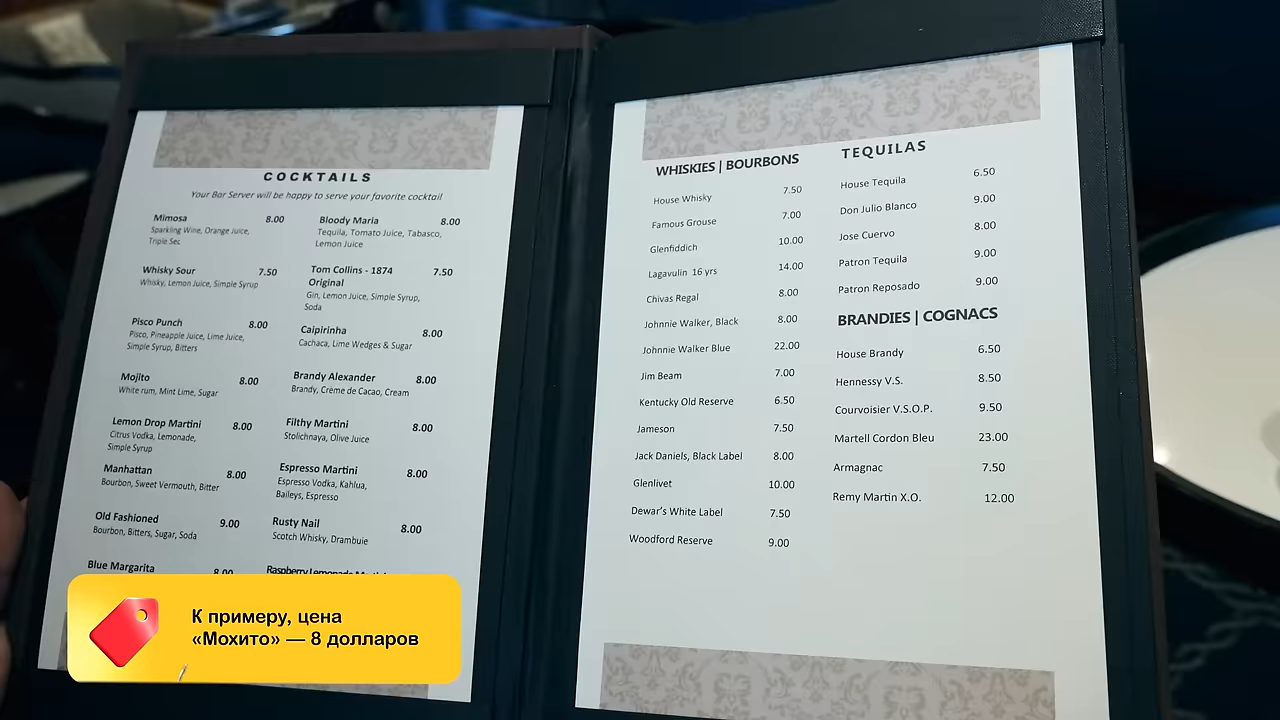 COCKTAILS
Your Bar Server will be happy to serve your favorite cocktail
Mimosa 8.00
Sparkling Wine, Orange Juice,
Triple Sec
Whisky Sour 7.50
Whisky, Lemon Juice, Simple Syrup
Pisco Punch 8.00
Pisco, Pineapple Juice, Lime Juice,
Simple Syrup, Bitters
Mojito 8.00
White rum, Mint Lime, Sugar
Lemon Drop Martini 8.00
Citrus Vodka, Lemonade,
Simple Syrup
Manhattan 8.00
Bourbon, Sweet Vermouth, Bitter
Old Fashioned 9.00
Bourbon, Bitters, Sugar, Soda
Blue Margarita 8.00
Bloody Maria 8.00
Tequila, Tomato Juice, Tabasco,
Lemon Juice
Tom Collins - 1874 7.50
Original
Gin, Lemon Juice, Simple Syrup,
Soda
Caipirinha 8.00
Cachaca, Lime Wedges & Sugar
Brandy Alexander 8.00
Brandy, Crème de Cacao, Cream
Filthy Martini 8.00
Stolichnaya, Olive Juice
Espresso Martini 8.00
Espresso Vodka, Kahlua,
Baileys, Espresso
Rusty Nail 8.00
Scotch Whisky, Drambuie
Raspberry Lemonade
WHISKIES | BOURBONS
House Whisky 7.50
Famous Grouse 7.00
Glenfiddich 10.00
Lagavulin 16 yrs 14.00
Chivas Regal 8.00
Johnnie Walker, Black 8.00
Johnnie Walker Blue 22.00
Jim Beam 7.00
Kentucky Old Reserve 6.50
Jameson 7.50
Jack Daniels, Black Label 8.00
Glenlivet 10.00
Dewar's White Label 7.50
Woodford Reserve 9.00
TEQUILAS
House Tequila 6.50
Don Julio Blanco 9.00
Jose Cuervo 8.00
Patron Tequila 9.00
Patron Reposado 9.00
BRANDIES | COGNACS
House Brandy 6.50
Hennessy V.S. 8.50
Courvoisier V.S.O.P. 9.50
Martell Cordon Bleu 23.00
Armagnac 7.50
Remy Martin X.O. 12.00
К примеру, цена
«Мохито» — 8 долларов